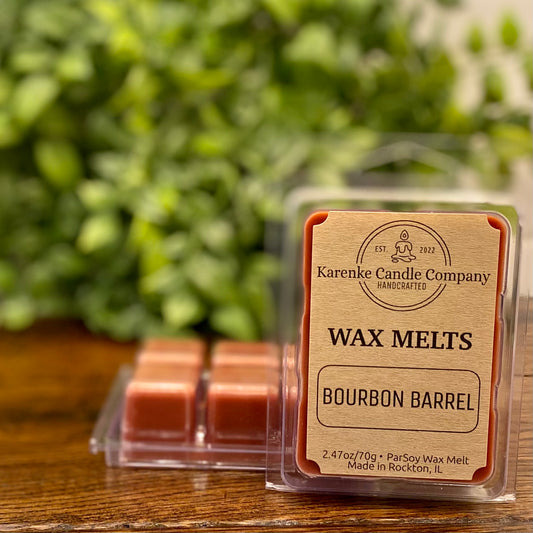 EST. 2022
Karenke Candle Company
HANDCRAFTED
WAX MELTS
BOURBON BARREL
2.47oz/70g • ParSoy Wax Melt
Made in Rockton, IL